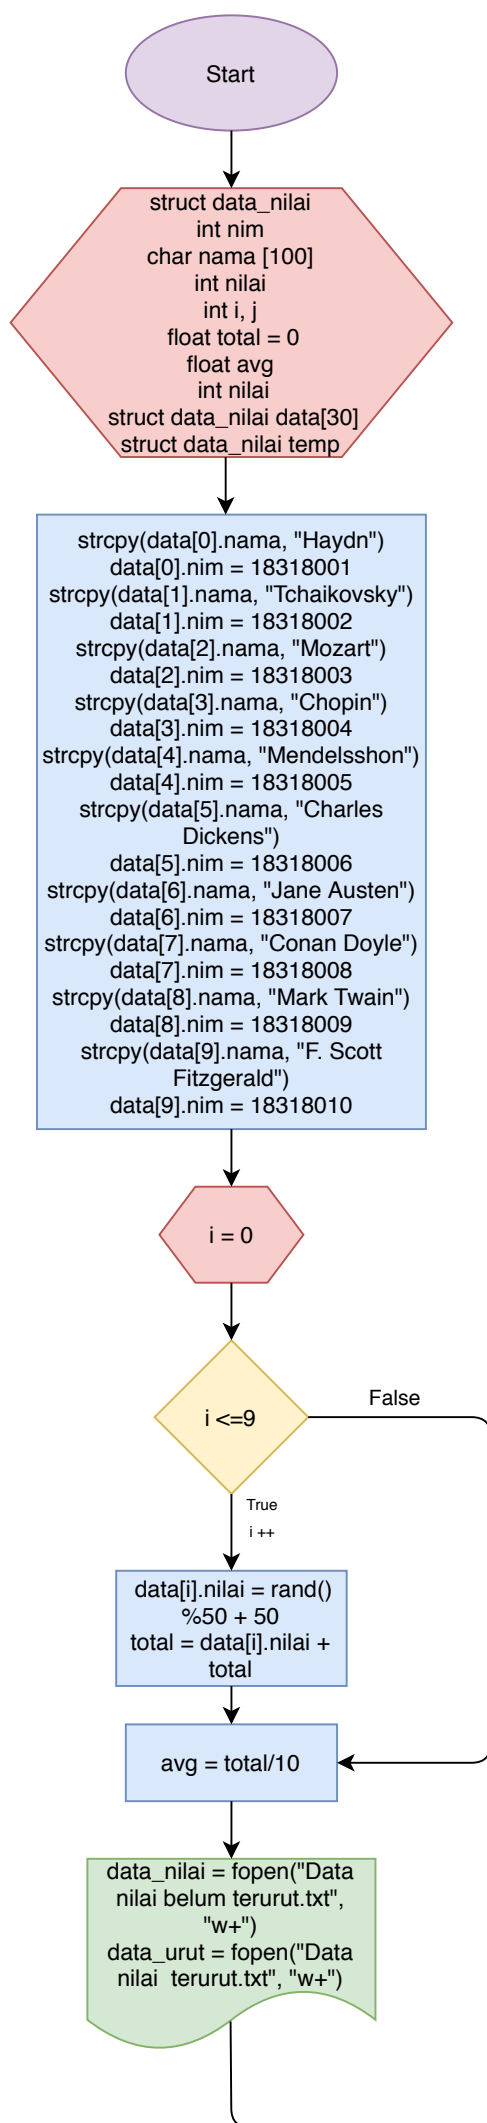 Start
struct data_nilai
int nim
char nama [100]
int nilai
int i, j
float total = 0
float avg
int nilai
struct data_nilai data[30]
struct data_nilai temp
strcpy(data[0].nama, "Haydn")
data[0].nim = 18318001
strcpy(data[1].nama, "Tchaikovsky")
data[1].nim = 18318002
strcpy(data[2].nama, "Mozart")
data[2].nim = 18318003
strcpy(data[3].nama, "Chopin")
data[3].nim = 18318004
strcpy(data[4].nama, "Mendelsshon")
data[4].nim = 18318005
strcpy(data[5].nama, "Charles
Dickens")
data[5].nim = 18318006
strcpy(data[6].nama, "Jane Austen")
data[6].nim = 18318007
strcpy(data[7].nama, "Conan Doyle")
data[7].nim = 18318008
strcpy(data[8].nama, "Mark Twain")
data[8].nim = 18318009
strcpy(data[9].nama, "F. Scott
Fitzgerald")
data[9].nim = 18318010
i = 0
i <=9
False
True
i ++
data[i].nilai = rand()
%50 + 50
total = data[i].nilai +
total
avg = total/10
data_nilai = fopen("Data
nilai belum terurut.txt",
"w+")
data_urut = fopen("Data
nilai  terurut.txt", "w+")